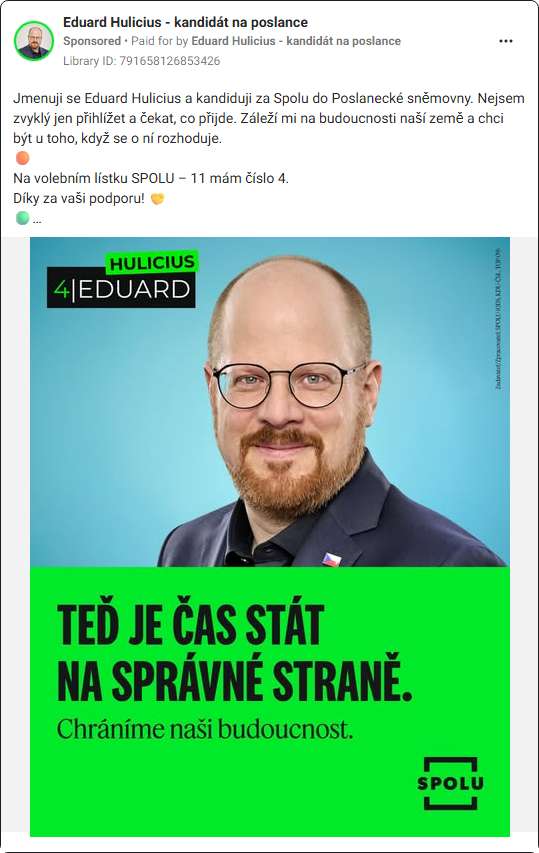 Eduard Hulicius - kandidát na poslance
Sponsored • Paid for by Eduard Hulicius - kandidát na poslance
Library ID: 791658126853426
Jmenuji se Eduard Hulicius a kandiduji za Spolu do Poslanecké sněmovny. Nejsem
zvyklý jen přihlížet a čekat, co přijde. Záleží mi na budoucnosti naší země a chci
být u toho, když se o ní rozhoduje.
Na volebním lístku SPOLU – 11 mám číslo 4.
Díky za vaši podporu! 🤝
...
HULICIUS
4|EDUARD
Zadavatel/Zpracovatel: SPOLU (ODS, KDU-ČSL, TOP 09)
TEĎ JE ČAS STÁT
NA SPRÁVNÉ STRANĚ.
Chráníme naši budoucnost.
SPOLU